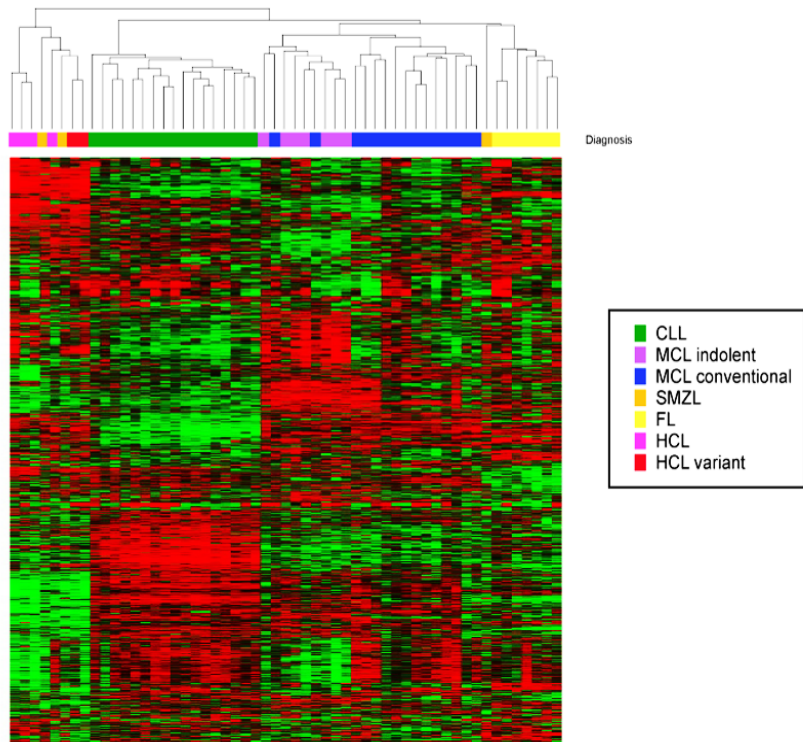 Diagnosis
CLL
MCL indolent
MCL conventional
SMZL
FL
HCL
HCL variant